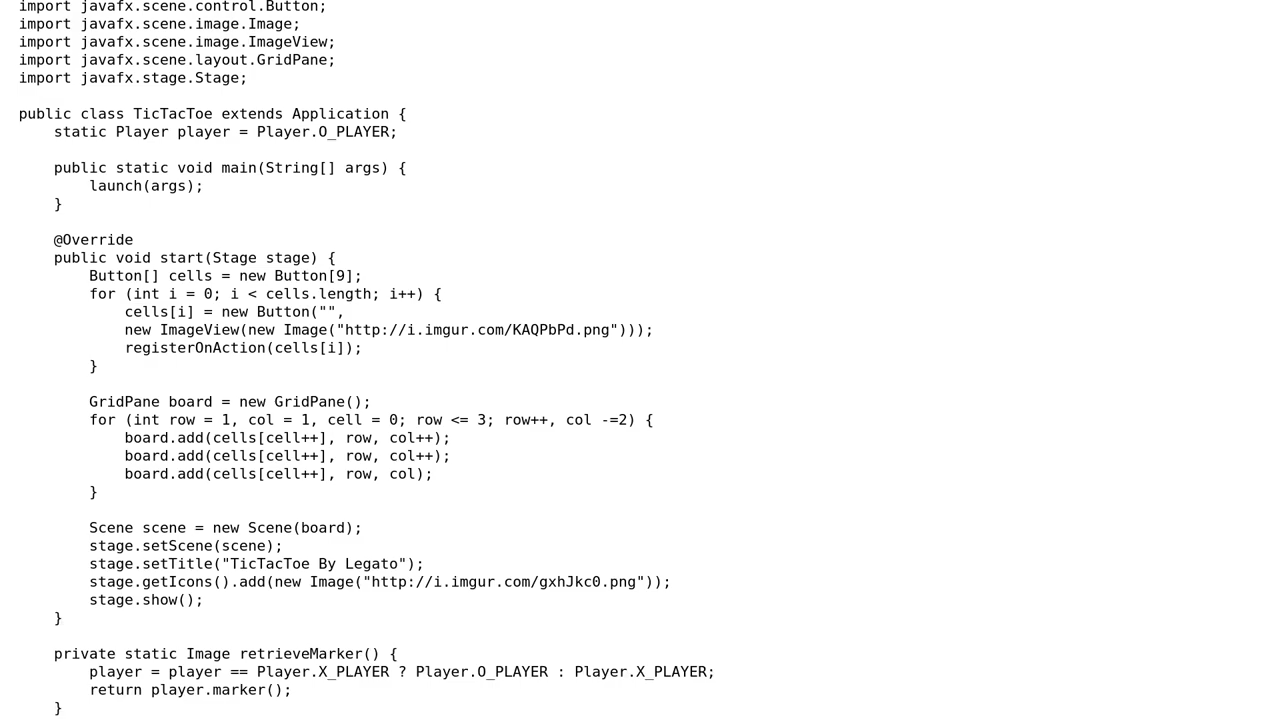 import javafx.scene.control.Button;
import javafx.scene.image.Image;
import javafx.scene.image.ImageView;
import javafx.scene.layout.GridPane;
import javafx.stage.Stage;

public class TicTacToe extends Application {
    static Player player = Player.O_PLAYER;

    public static void main(String[] args) {
        launch(args);
    }

    @Override
    public void start(Stage stage) {
        Button[] cells = new Button[9];
        for (int i = 0; i < cells.length; i++) {
            cells[i] = new Button("",
            new ImageView(new Image("http://i.imgur.com/KAQPbPd.png")));
            registerOnAction(cells[i]);
        }

        GridPane board = new GridPane();
        for (int row = 1, col = 1, cell = 0; row <= 3; row++, col -=2) {
            board.add(cells[cell++], row, col++);
            board.add(cells[cell++], row, col++);
            board.add(cells[cell++], row, col);
        }

        Scene scene = new Scene(board);
        stage.setScene(scene);
        stage.setTitle("TicTacToe By Legato");
        stage.getIcons().add(new Image("http://i.imgur.com/gxhJkc0.png"));
        stage.show();
    }

    private static Image retrieveMarker() {
        player = player == Player.X_PLAYER ? Player.O_PLAYER : Player.X_PLAYER;
        return player.marker();
    }